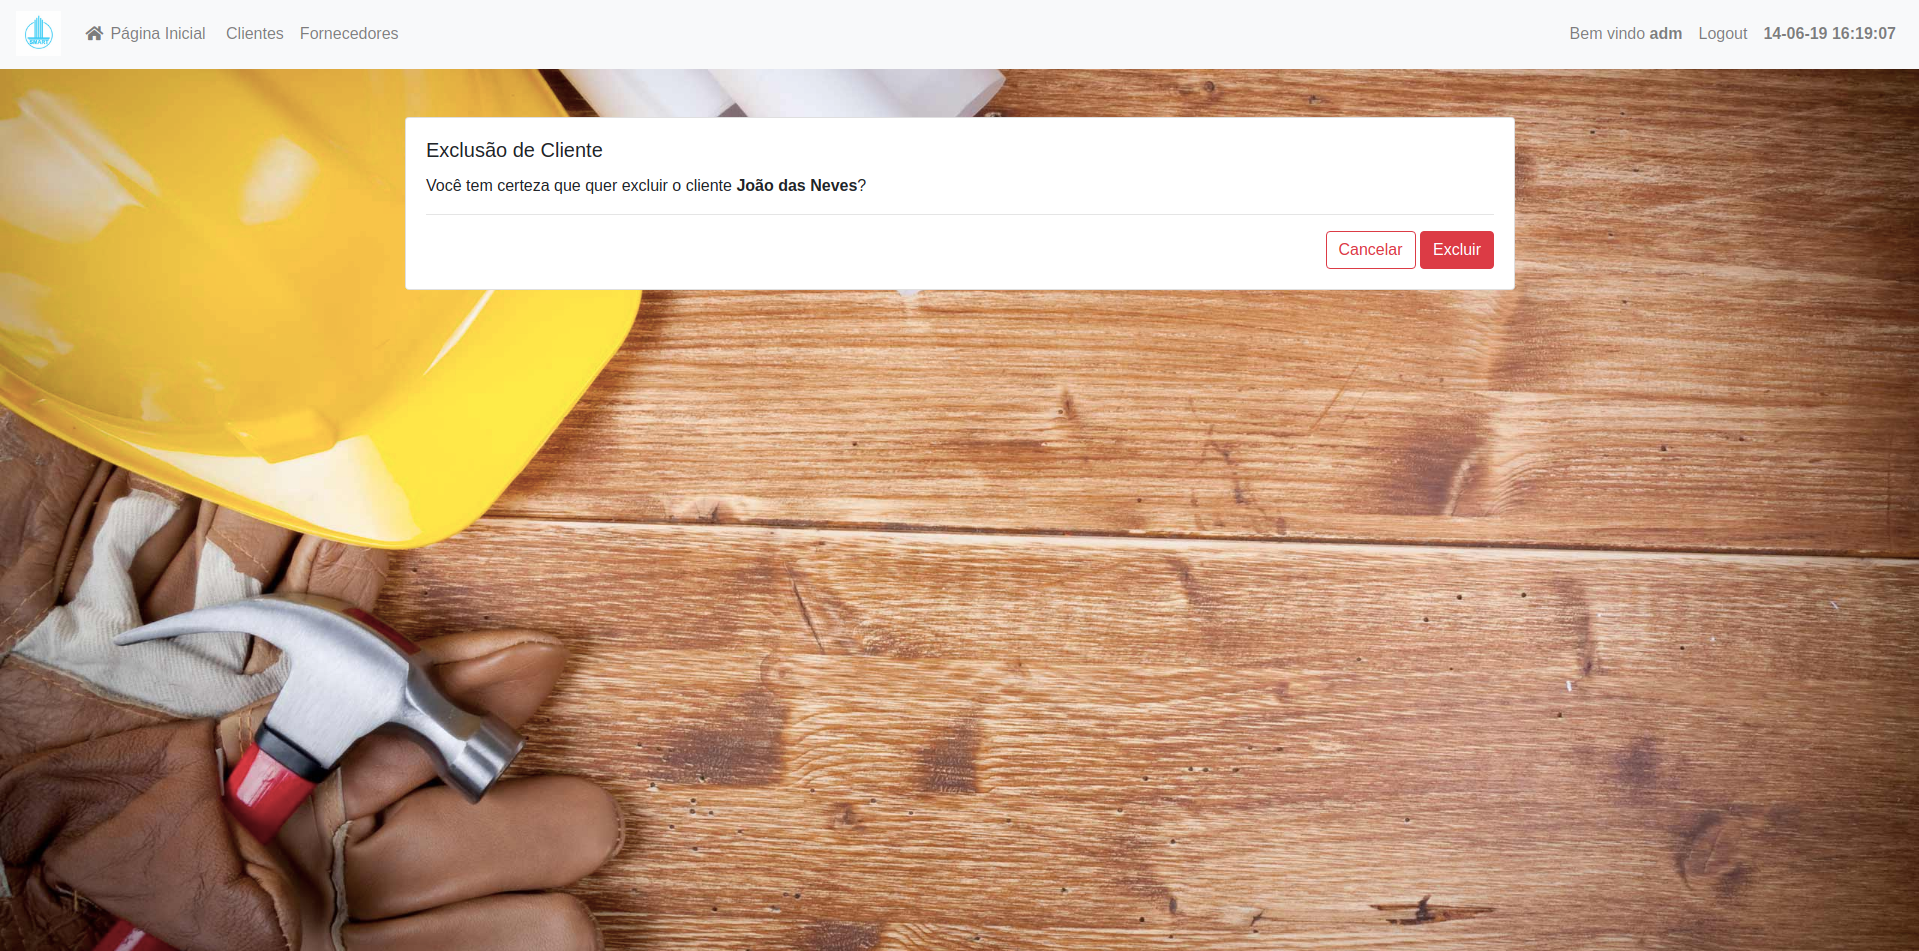 SMART
Página Inicial Clientes Fornecedores Bem vindo adm Logout 14-06-19 16:19:07
Exclusão de Cliente
Você tem certeza que quer excluir o cliente João das Neves?
Cancelar Excluir